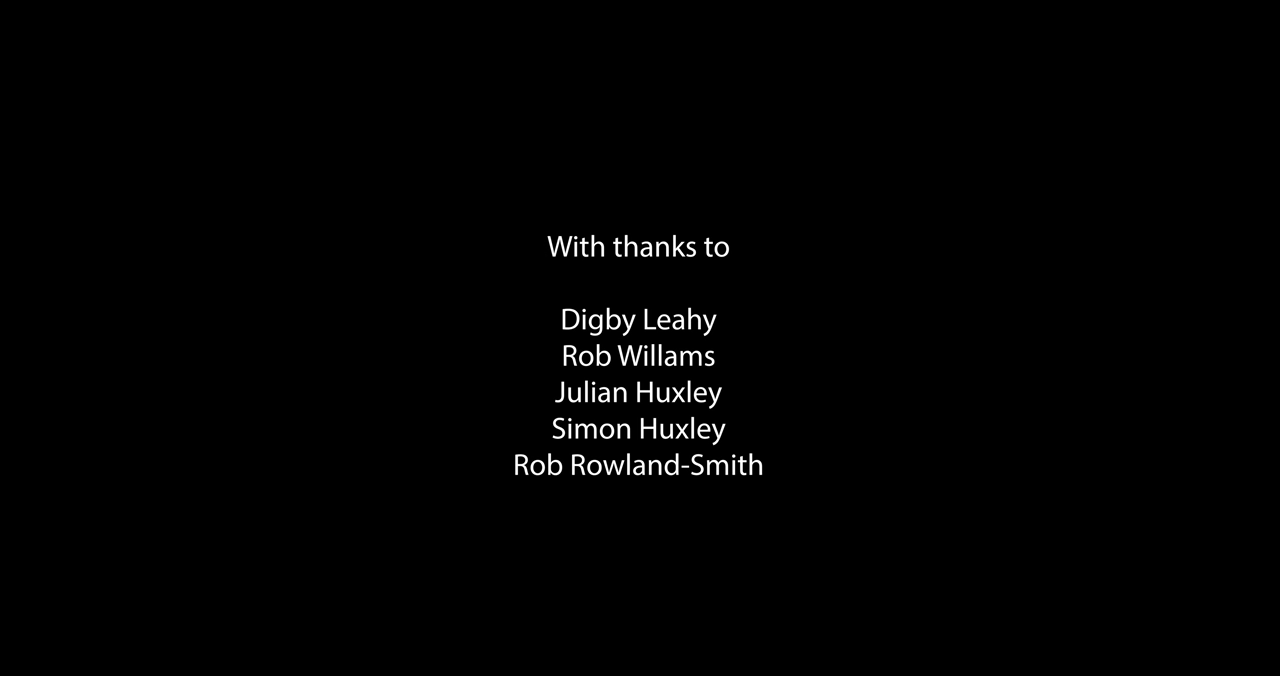 With thanks to
Digby Leahy
Rob Willams
Julian Huxley
Simon Huxley
Rob Rowland-Smith